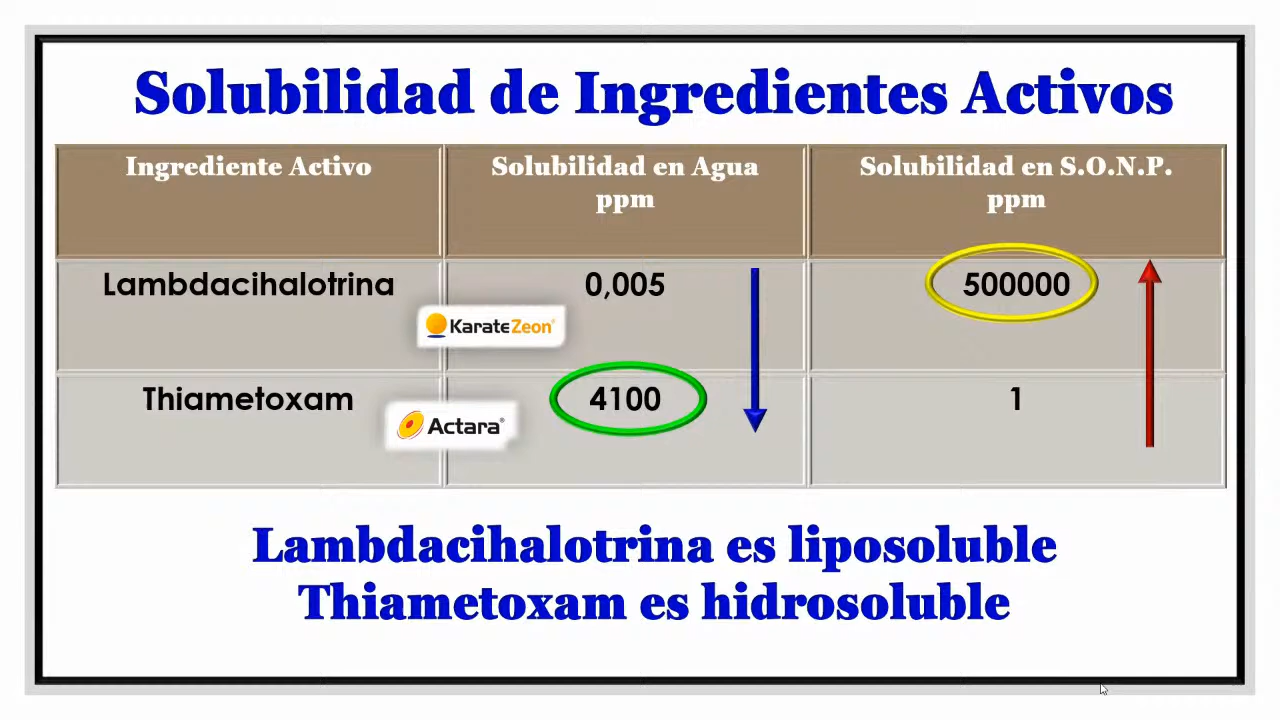 Solubilidad de Ingredientes Activos
Ingrediente Activo
Solubilidad en Agua
ppm
Solubilidad en S.O.N.P.
ppm
Lambdacihalotrina
0,005
500000
KarateZeon®
Thiametoxam
4100
1
Actara®
Lambdacihalotrina es liposoluble
Thiametoxam es hidrosoluble